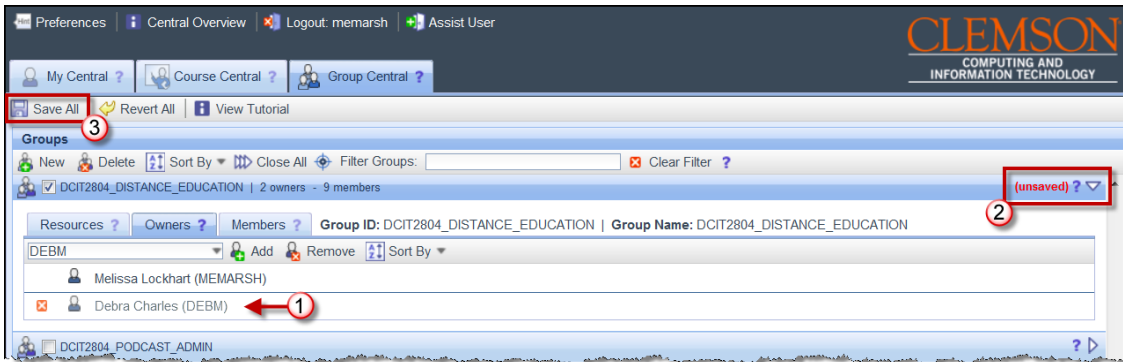 Preferences | Central Overview | Logout: memarsh | Assist User
CLEMSON
COMPUTING AND
INFORMATION TECHNOLOGY
My Central ? Course Central ? Group Central ?
Save All Revert All | View Tutorial
3
Groups
New Delete Sort By Close All Filter Groups: Clear Filter ?
DCIT2804_DISTANCE_EDUCATION | 2 owners - 9 members (unsaved) ?
2
Resources ? Owners ? Members ? Group ID: DCIT2804_DISTANCE_EDUCATION | Group Name: DCIT2804_DISTANCE_EDUCATION
DEBM Add Remove Sort By
Melissa Lockhart (MEMARSH)
Debra Charles (DEBM) 1
DCIT2804_PODCAST_ADMIN ?